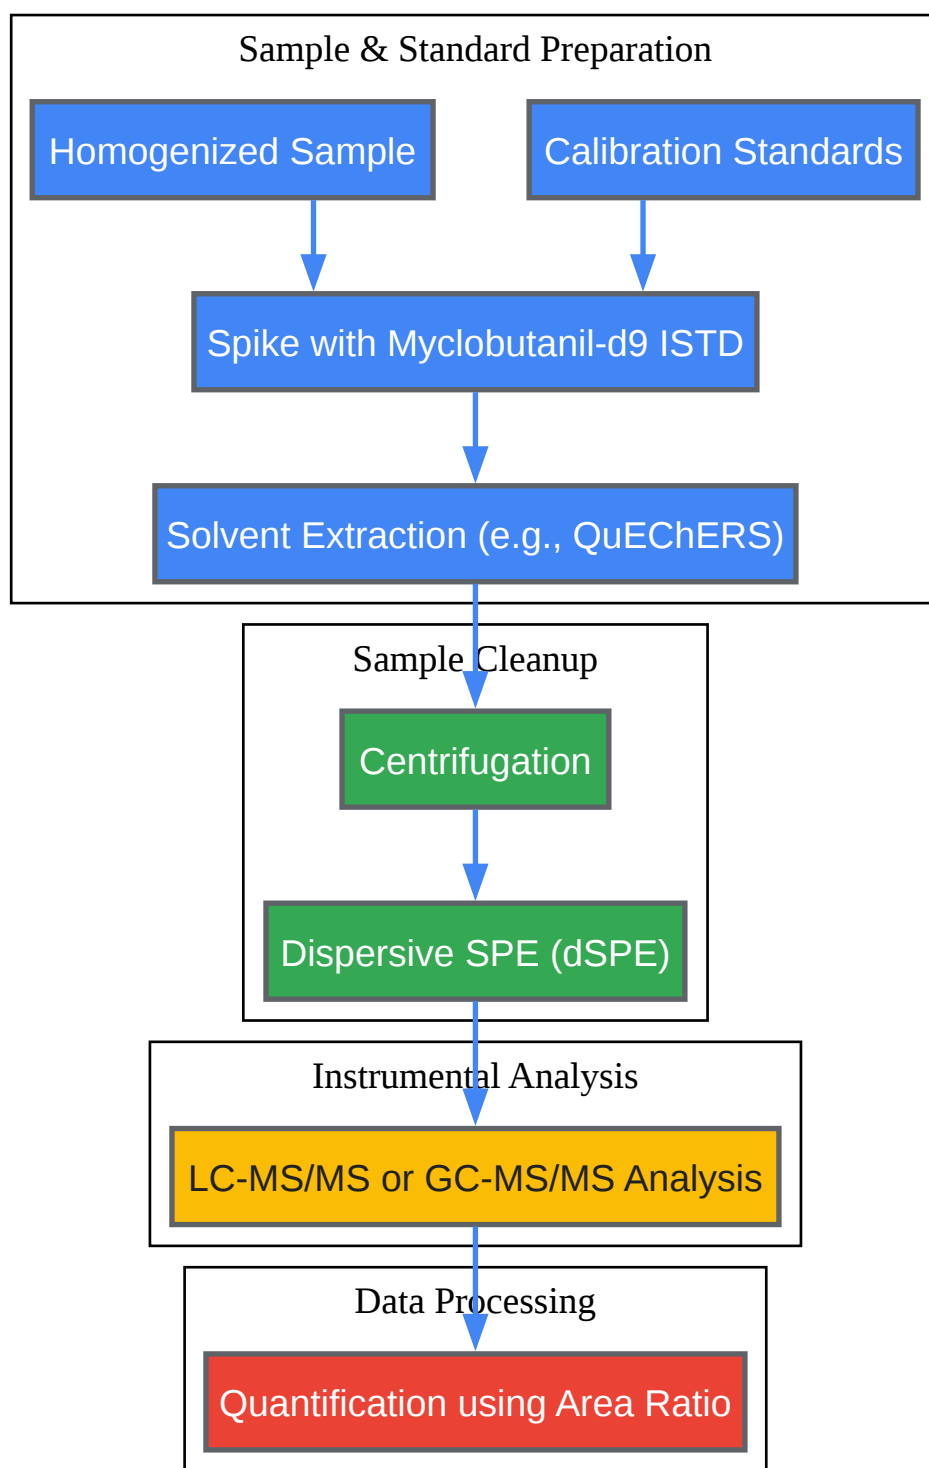 Sample & Standard Preparation
Homogenized Sample
Calibration Standards
Spike with Myclobutanil-d9 ISTD
Solvent Extraction (e.g., QuEChERS)
Sample Cleanup
Centrifugation
Dispersive SPE (dSPE)
Instrumental Analysis
LC-MS/MS or GC-MS/MS Analysis
Data Processing
Quantification using Area Ratio